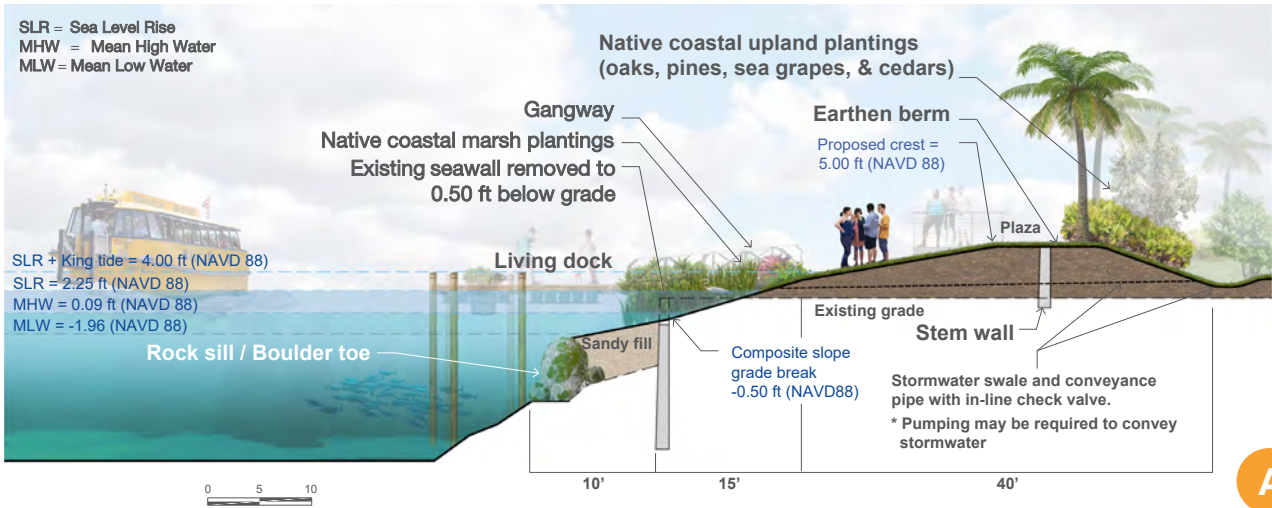 SLR = Sea Level Rise
MHW = Mean High Water
MLW = Mean Low Water
Native coastal upland plantings
(oaks, pines, sea grapes, & cedars)
Gangway
Native coastal marsh plantings
Existing seawall removed to
0.50 ft below grade
Earthen berm
Proposed crest =
5.00 ft (NAVD 88)
Plaza
SLR + King tide = 4.00 ft (NAVD 88)
SLR = 2.25 ft (NAVD 88)
MHW = 0.09 ft (NAVD 88)
MLW = -1.96 (NAVD 88)
Living dock
Existing grade
Stem wall
Rock sill / Boulder toe
Sandy fill
Composite slope
grade break
-0.50 ft (NAVD88)
Stormwater swale and conveyance
pipe with in-line check valve.
* Pumping may be required to convey
stormwater
10'
15'
40'
0 5 10
A